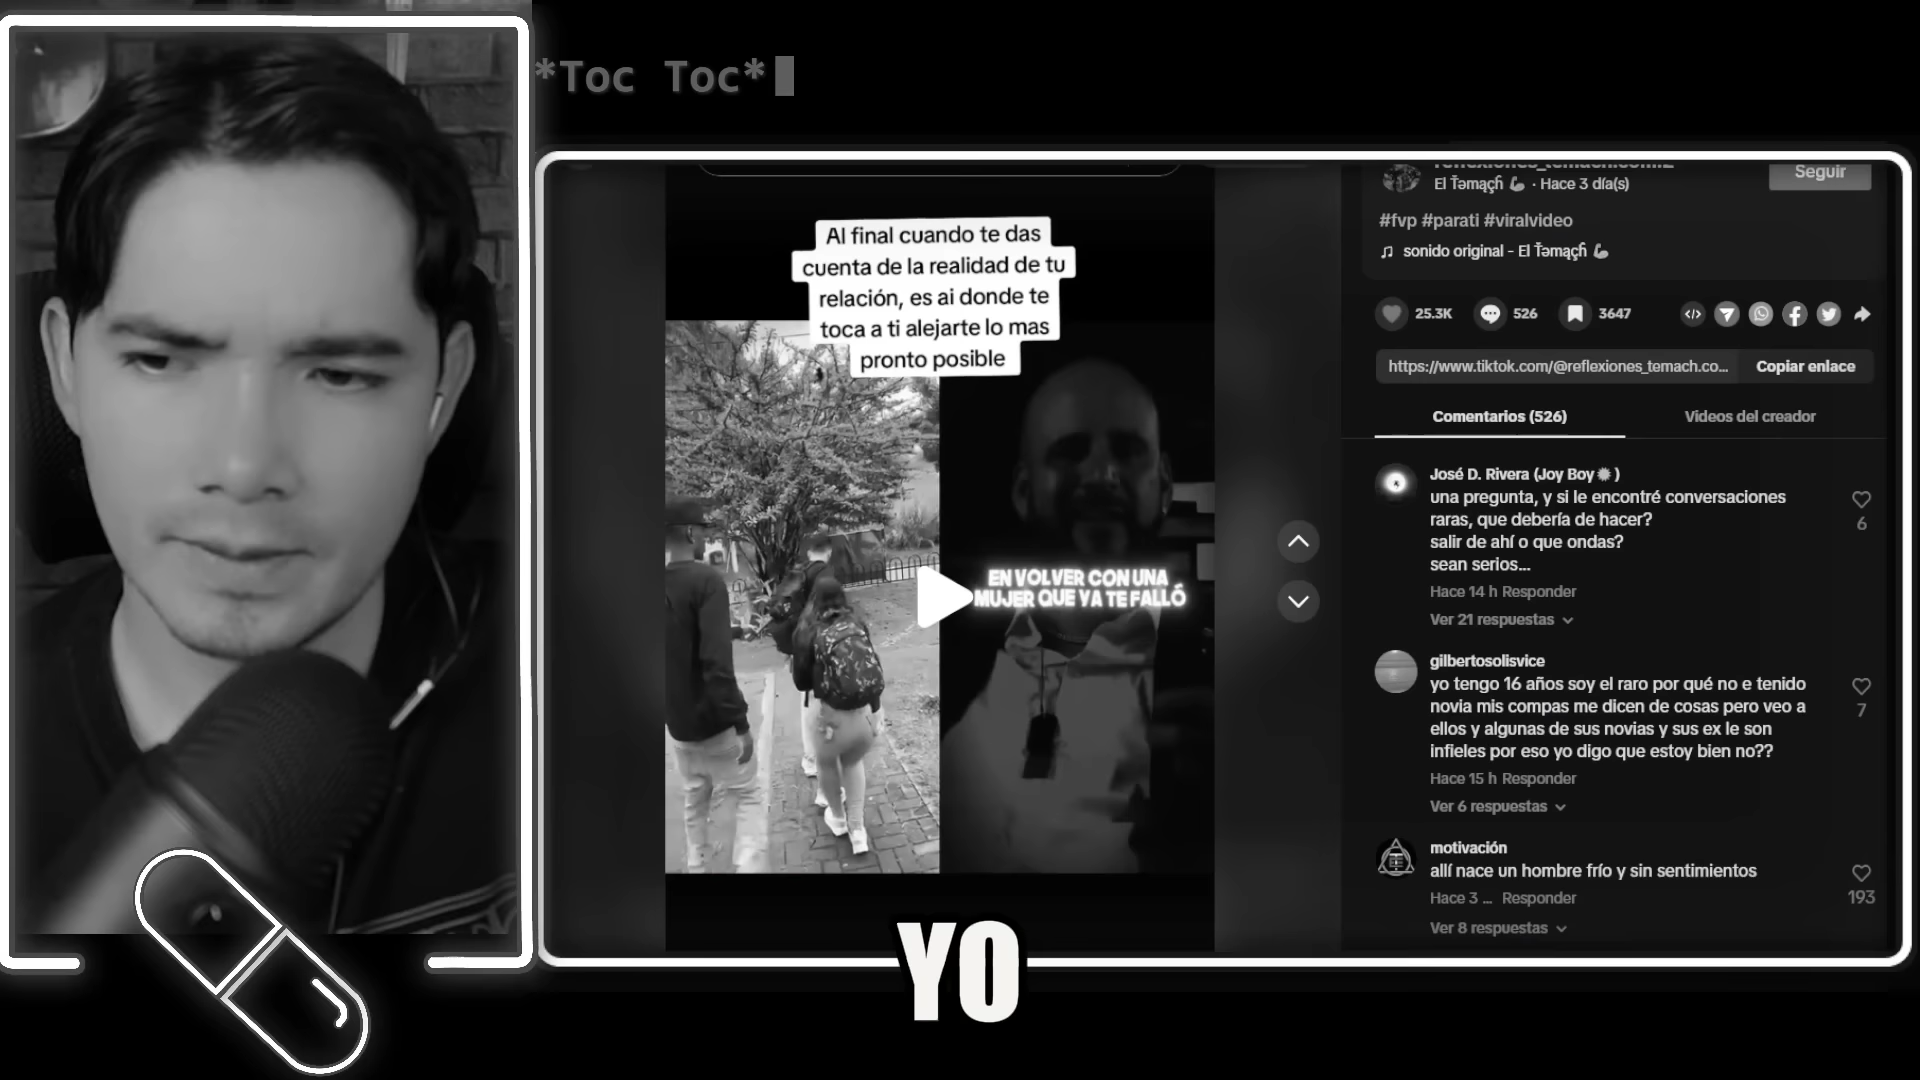 *Toc Toc*
Al final cuando te das
cuenta de la realidad de tu
relación, es ai donde te
toca a ti alejarte lo mas
pronto posible
EN VOLVER CON UNA
MUJER QUE YA TE FALLÓ
El Ťəmąçɦ 🦾 · Hace 3 día(s)
Seguir
#fvp #parati #viralvideo
♫ sonido original - El Ťəmąçɦ 🦾
25.3K
526
3647
https://www.tiktok.com/@reflexiones_temach.co...
Copiar enlace
Comentarios (526)
Videos del creador
José D. Rivera (Joy Boy✹)
una pregunta, y si le encontré conversaciones
raras, que debería de hacer?
salir de ahí o que ondas?
sean serios...
6
Hace 14 h Responder
Ver 21 respuestas
gilbertosolisvice
yo tengo 16 años soy el raro por qué no e tenido
novia mis compas me dicen de cosas pero veo a
ellos y algunas de sus novias y sus ex le son
infieles por eso yo digo que estoy bien no??
7
Hace 15 h Responder
Ver 6 respuestas
motivación
allí nace un hombre frío y sin sentimientos
193
Hace 3 ... Responder
Ver 8 respuestas
YO